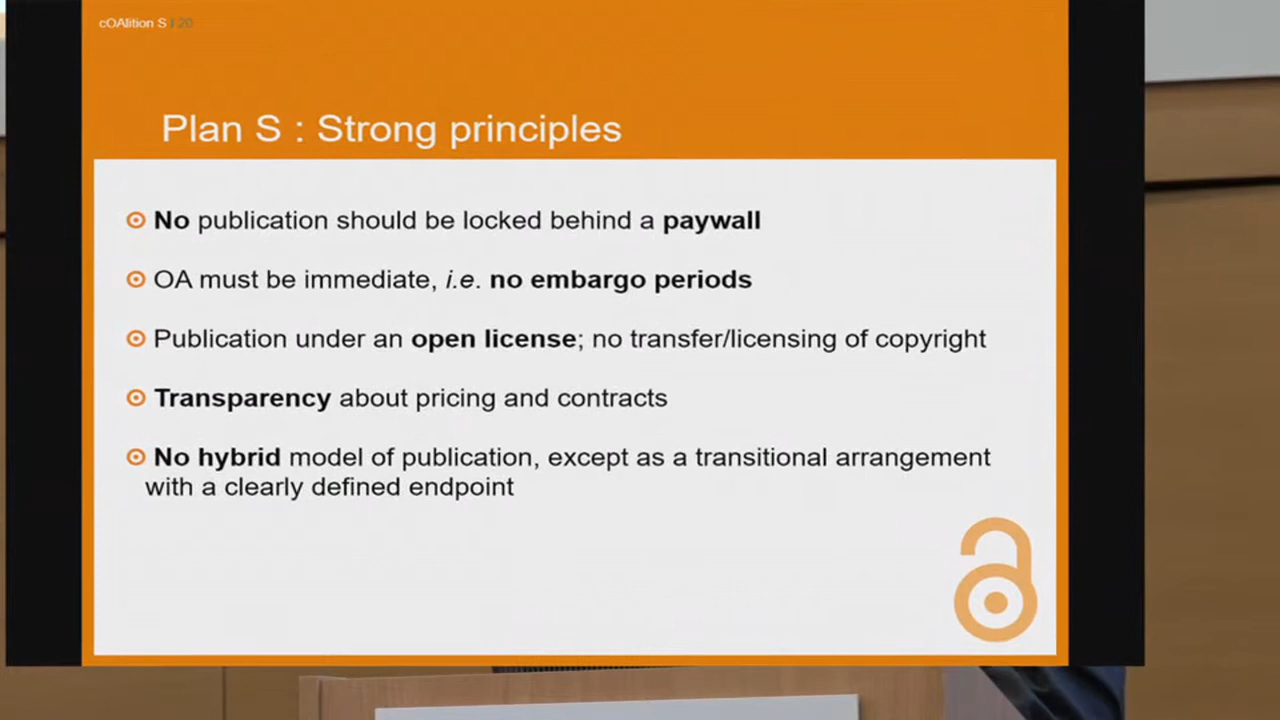 cOAlition S / 20
Plan S : Strong principles
No publication should be locked behind a paywall
OA must be immediate, i.e. no embargo periods
Publication under an open license; no transfer/licensing of copyright
Transparency about pricing and contracts
No hybrid model of publication, except as a transitional arrangement
with a clearly defined endpoint